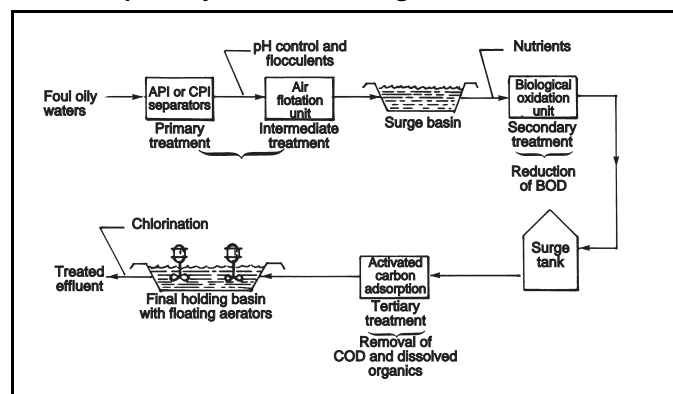 pH control and
flocculents
Nutrients
Foul oily
waters
API or CPI
separators
Air
flotation
unit
Biological
oxidation
unit
Primary
treatment
Intermediate
treatment
Surge basin
Secondary
treatment
Reduction
of BOD
Chlorination
Surge
tank
Treated
effluent
Activated
carbon
adsorption
Final holding basin
with floating aerators
Tertiary
treatment
Removal of
COD and dissolved
organics